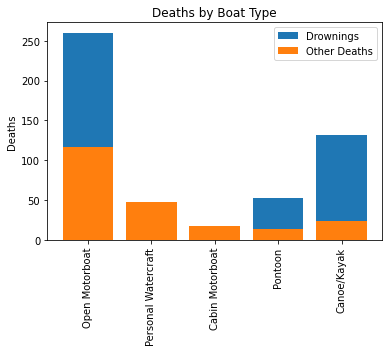 Deaths by Boat Type
Drownings
Other Deaths
Deaths
250
200
150
100
50
0
Open Motorboat
Personal Watercraft
Cabin Motorboat
Pontoon
Canoe/Kayak